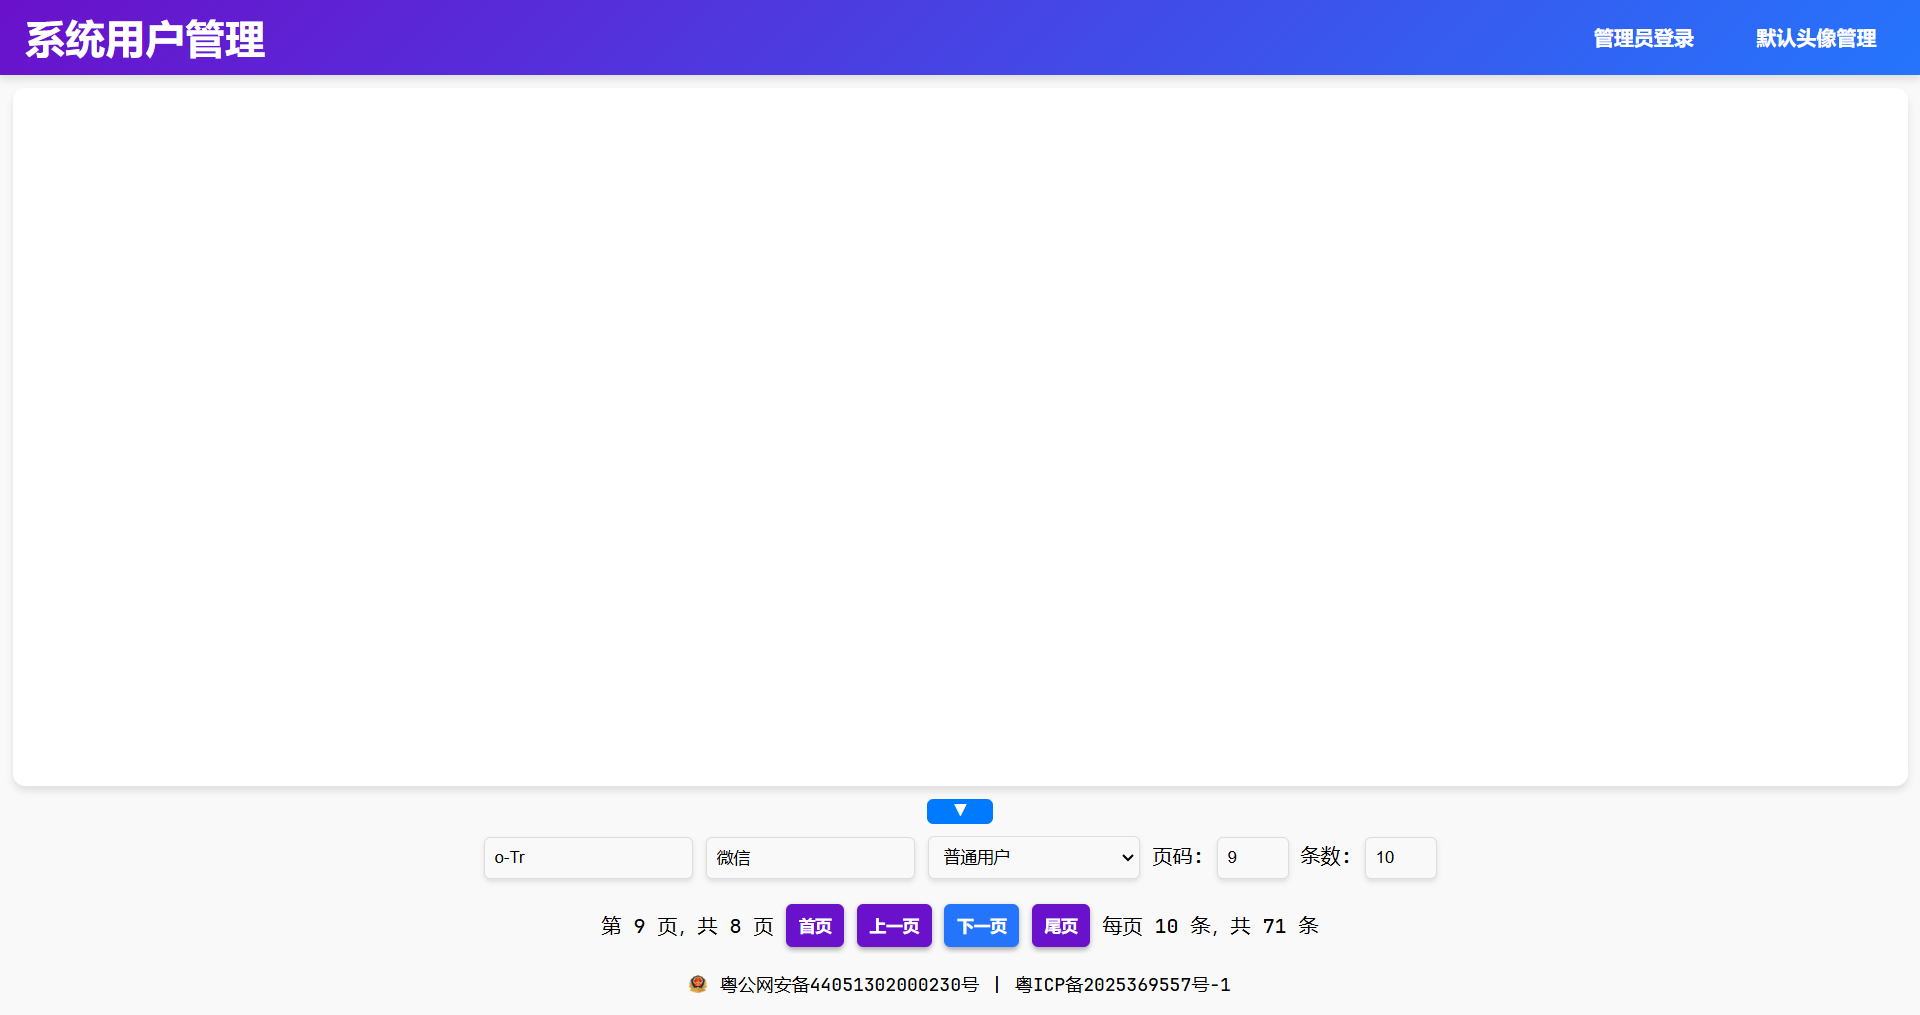 系统用户管理 管理员登录 默认头像管理
▼
o-Tr 微信 普通用户 页码: 9 条数: 10
第 9 页, 共 8 页 首页 上一页 下一页 尾页 每页 10 条, 共 71 条
粤公网安备44051302000230号 | 粤ICP备2025369557号-1